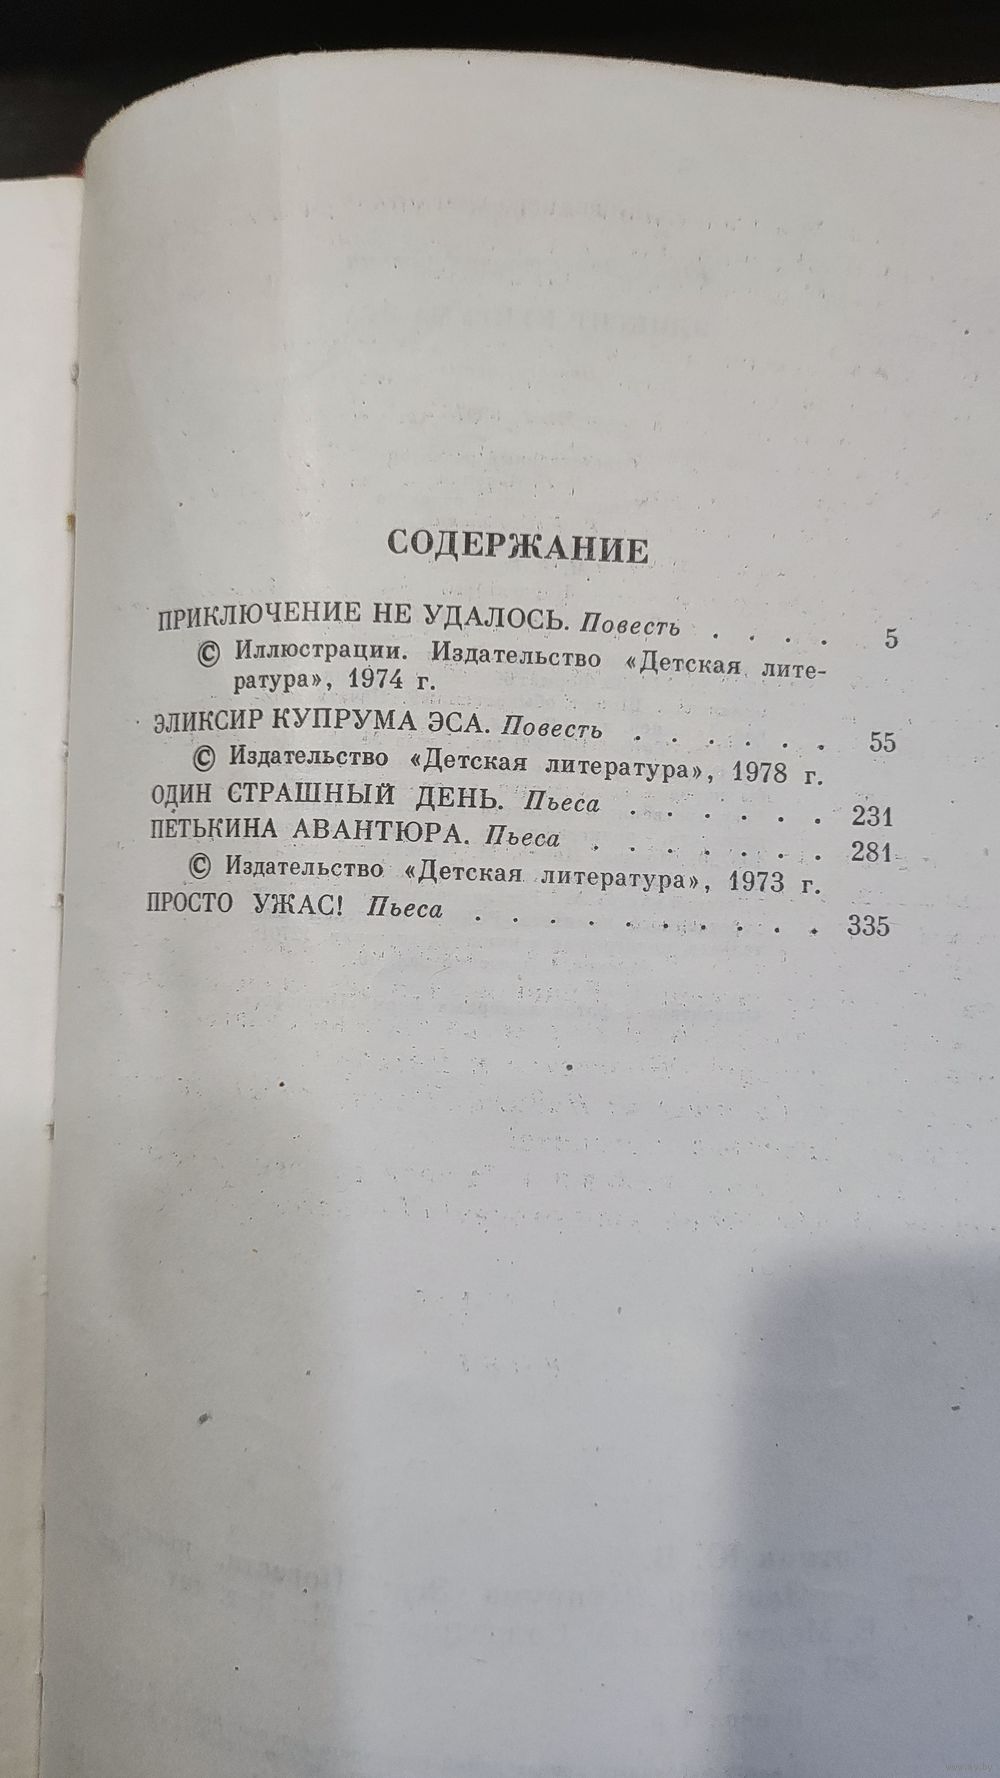 СОДЕРЖАНИЕ
ПРИКЛЮЧЕНИЕ НЕ УДАЛОСЬ. Повесть . . . . 5
© Иллюстрации. Издательство «Детская лите-
ратура», 1974 г.
ЭЛИКСИР КУПРУМА ЭСА. Повесть . . . . . . 55
© Издательство «Детская литература», 1978 г.
ОДИН СТРАШНЫЙ ДЕНЬ. Пьеса . . . . . . 231
ПЕТЬКИНА АВАНТЮРА. Пьеса . . . . . . . 281
© Издательство «Детская литература», 1973 г.
ПРОСТО УЖАС! Пьеса . . . . . . . . . . 335